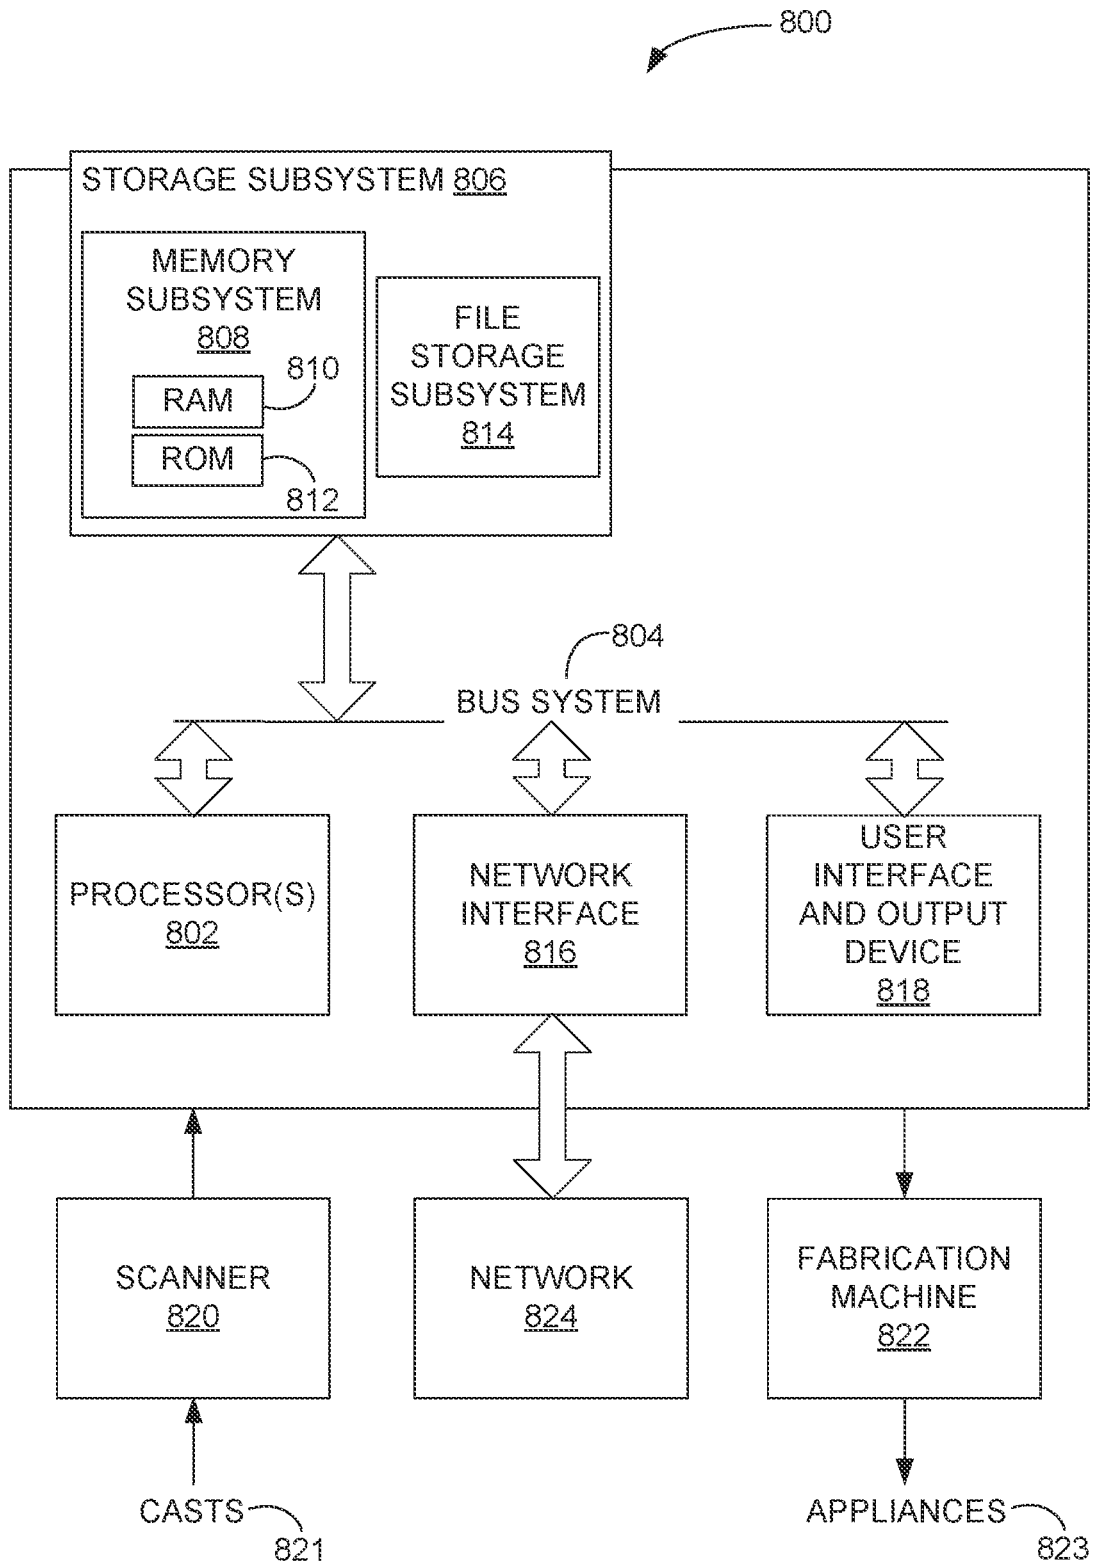 800
STORAGE SUBSYSTEM 806
MEMORY
SUBSYSTEM
808
810
RAM
ROM
812
FILE
STORAGE
SUBSYSTEM
814
804
BUS SYSTEM
PROCESSOR(S)
802
NETWORK
INTERFACE
816
USER
INTERFACE
AND OUTPUT
DEVICE
818
SCANNER
820
NETWORK
824
FABRICATION
MACHINE
822
CASTS
821
APPLIANCES
823